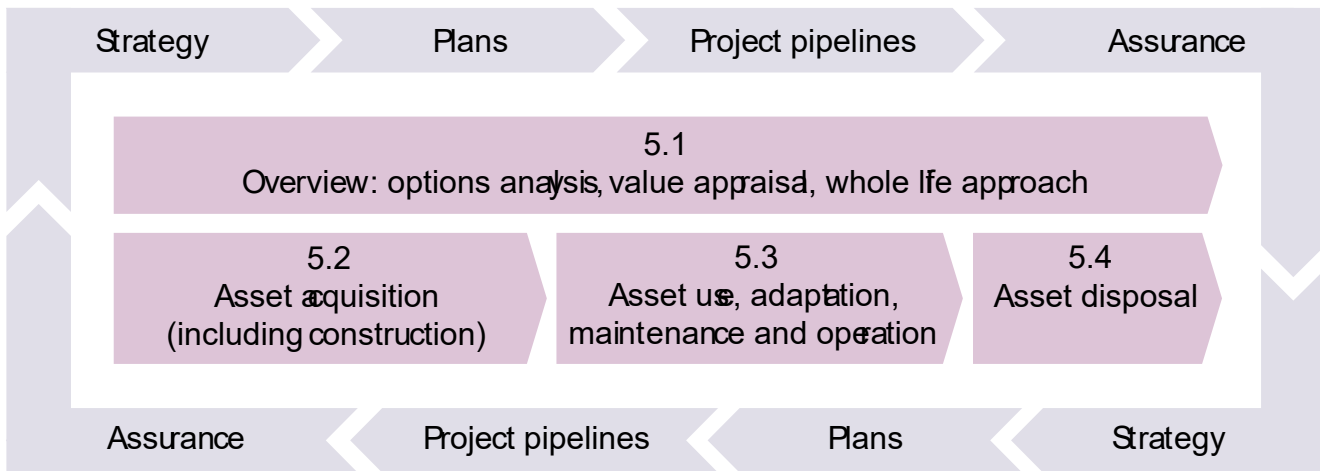 Strategy
Plans
Project pipelines
Assurance
5.1
Overview: options analysis, value appraisal, whole life approach
5.2
Asset acquisition
(including construction)
5.3
Asset use, adaptation,
maintenance and operation
5.4
Asset disposal
Assurance
Project pipelines
Plans
Strategy